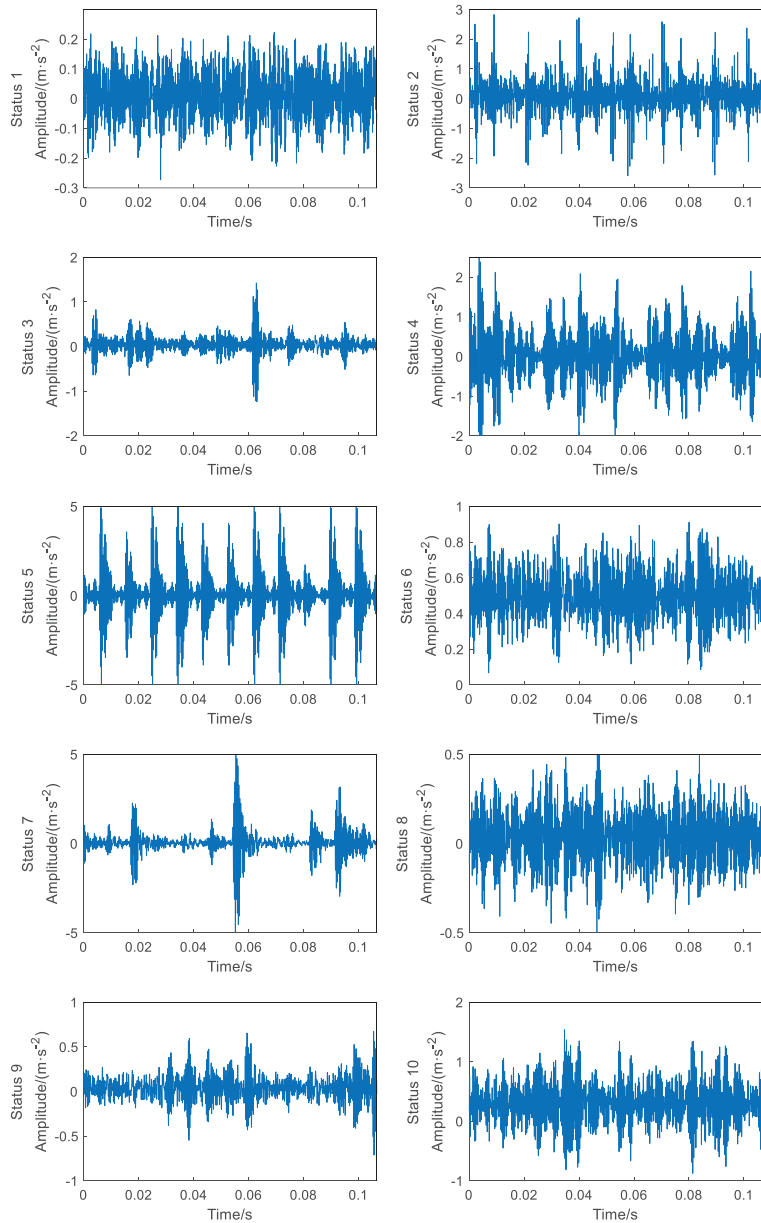 Status 1
Amplitude/(m·s⁻²)
0.2
0.1
0
-0.1
-0.2
-0.3
0 0.02 0.04 0.06 0.08 0.1
Time/s
Status 2
Amplitude/(m·s⁻²)
3
2
1
0
-1
-2
-3
0 0.02 0.04 0.06 0.08 0.1
Time/s
Status 3
Amplitude/(m·s⁻²)
2
1
0
-1
-2
0 0.02 0.04 0.06 0.08 0.1
Time/s
Status 4
Amplitude/(m·s⁻²)
2
1
0
-1
-2
0 0.02 0.04 0.06 0.08 0.1
Time/s
Status 5
Amplitude/(m·s⁻²)
5
0
-5
0 0.02 0.04 0.06 0.08 0.1
Time/s
Status 6
Amplitude/(m·s⁻²)
1
0.8
0.6
0.4
0.2
0
0 0.02 0.04 0.06 0.08 0.1
Time/s
Status 7
Amplitude/(m·s⁻²)
5
0
-5
0 0.02 0.04 0.06 0.08 0.1
Time/s
Status 8
Amplitude/(m·s⁻²)
0.5
0
-0.5
0 0.02 0.04 0.06 0.08 0.1
Time/s
Status 9
Amplitude/(m·s⁻²)
1
0.5
0
-0.5
-1
0 0.02 0.04 0.06 0.08 0.1
Time/s
Status 10
Amplitude/(m·s⁻²)
2
1
0
-1
0 0.02 0.04 0.06 0.08 0.1
Time/s